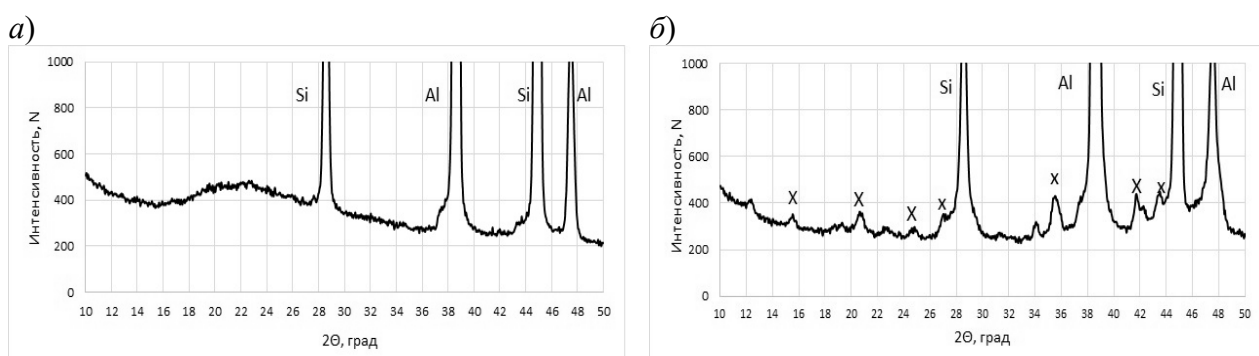 а)
Интенсивность, N
1000
800
600
400
200
0
Si
Al
Si
Al
10 12 14 16 18 20 22 24 26 28 30 32 34 36 38 40 42 44 46 48 50
2Θ, град
б)
Интенсивность, N
1000
800
600
400
200
0
X
X
X
X
Si
X
Al
X
X
Si
Al
10 12 14 16 18 20 22 24 26 28 30 32 34 36 38 40 42 44 46 48 50
2Θ, град